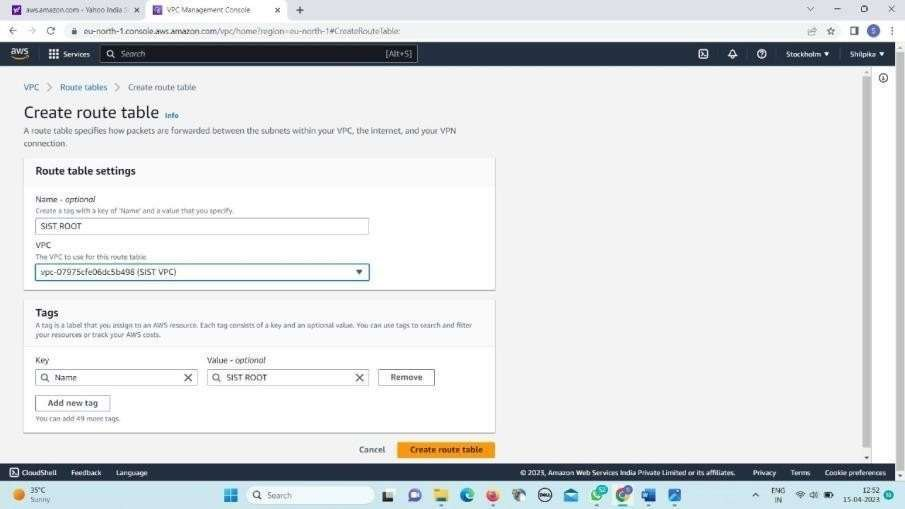 aws.amazon.com - Yahoo India S
VPC Management Console
eu-north-1.console.aws.amazon.com/vpc/home?region=eu-north-1#CreateRouteTable:
S
aws
Services
Search
[Alt+S]
Stockholm
Shilpika
VPC > Route tables > Create route table
Create route table Info
A route table specifies how packets are forwarded between the subnets within your VPC, the internet, and your VPN
connection.
Route table settings
Name - optional
Create a tag with a key of 'Name' and a value that you specify.
SIST ROOT
VPC
The VPC to use for this route table.
vpc-07975cfe06dc5b498 (SIST VPC)
Tags
A tag is a label that you assign to an AWS resource. Each tag consists of a key and an optional value. You can use tags to search and filter
your resources or track your AWS costs.
Key
Value - optional
Name
SIST ROOT
Remove
Add new tag
You can add 49 more tags.
Cancel
Create route table
CloudShell
Feedback
Language
© 2023, Amazon Web Services India Private Limited or its affiliates.
Privacy
Terms
Cookie preferences
35°C
Sunny
Search
DELL
ENG
IN
12:52
15-04-2023